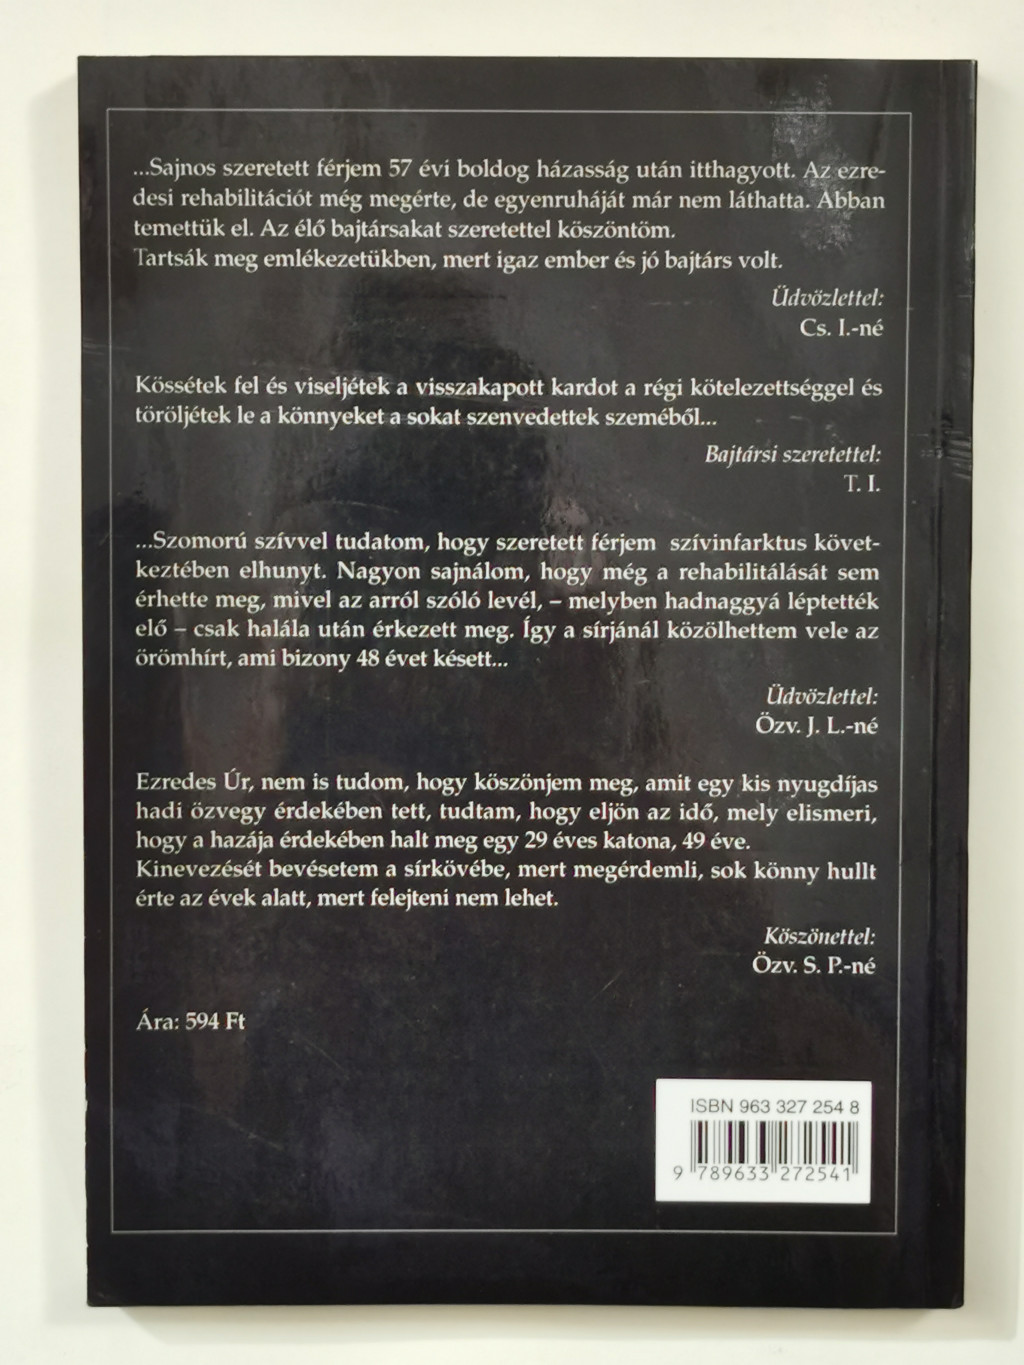 ...Sajnos szeretett férjem 57 évi boldog házasság után itthagyott. Az ezre-
desi rehabilitációt még megérte, de egyenruháját már nem láthatta. Abban
temettük el. Az élő bajtársakat szeretettel köszöntöm.
Tartsák meg emlékezetükben, mert igaz ember és jó bajtárs volt.
Üdvözlettel:
Cs. I.-né
Kössétek fel és viseljétek a visszakapott kardot a régi kötelezettséggel és
töröljétek le a könnyeket a sokat szenvedettek szeméből...
Bajtársi szeretettel:
T. I.
...Szomorú szívvel tudatom, hogy szeretett férjem szívinfarktus követ-
keztében elhunyt. Nagyon sajnálom, hogy még a rehabilitálását sem
érhette meg, mivel az arról szóló levél, – melyben hadnaggyá léptették
elő – csak halála után érkezett meg. Így a sírjánál közölhettem vele az
örömhírt, ami bizony 48 évet késett...
Üdvözlettel:
Özv. J. L.-né
Ezredes Úr, nem is tudom, hogy köszönjem meg, amit egy kis nyugdíjas
hadi özvegy érdekében tett, tudtam, hogy eljön az idő, mely elismeri,
hogy a hazája érdekében halt meg egy 29 éves katona, 49 éve.
Kinevezését bevésetem a sírkövébe, mert megérdemli, sok könny hullt
érte az évek alatt, mert felejteni nem lehet.
Köszönettel:
Özv. S. P.-né
Ára: 594 Ft
ISBN 963 327 254 8
9 789633 272541